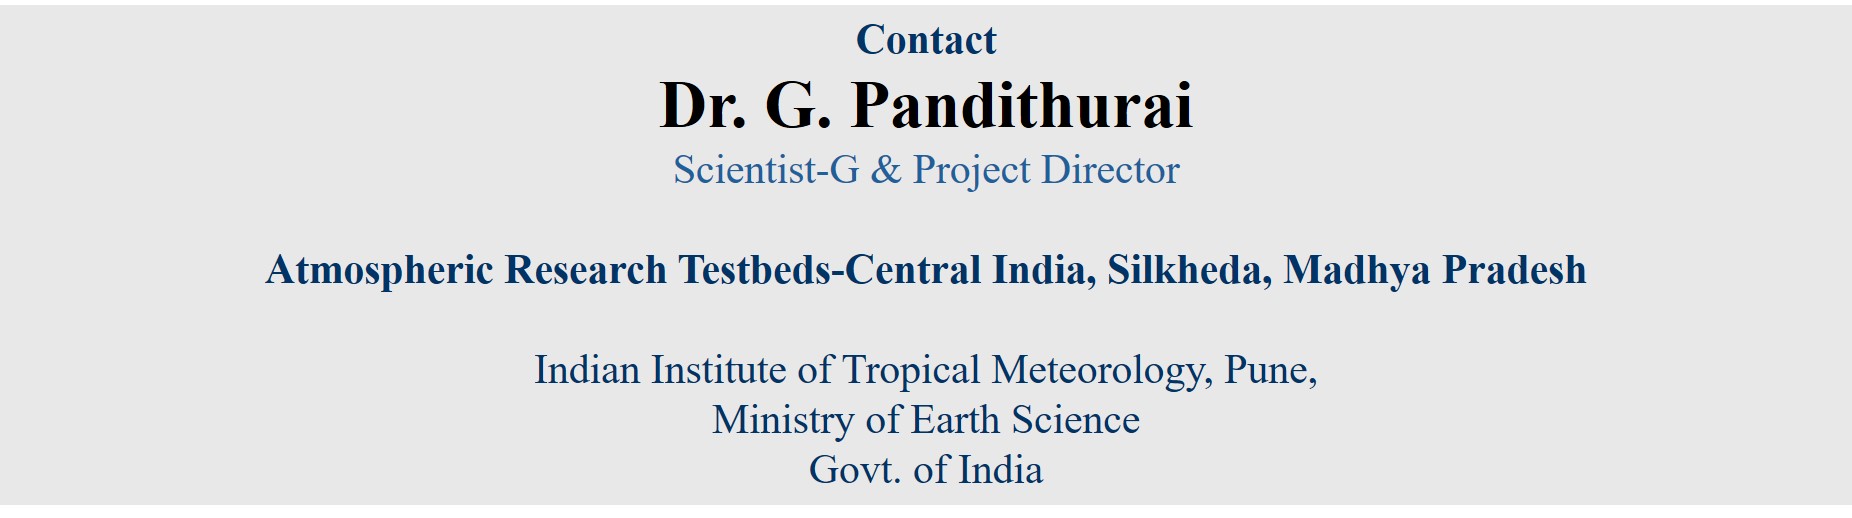 Contact
Dr. G. Pandithurai
Scientist-G & Project Director
Atmospheric Research Testbeds-Central India, Silkheda, Madhya Pradesh
Indian Institute of Tropical Meteorology, Pune,
Ministry of Earth Science
Govt. of India